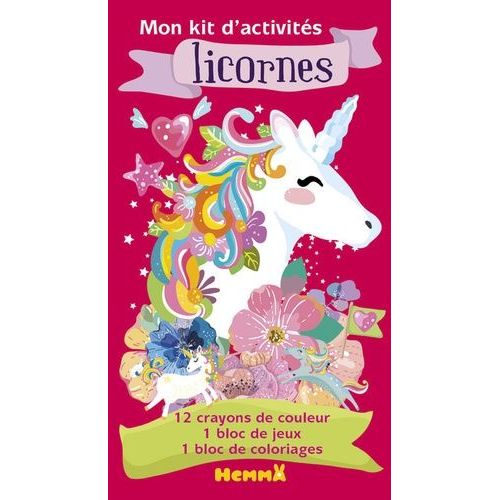 Mon kit d'activités
licornes
12 crayons de couleur
1 bloc de jeux
1 bloc de coloriages
HEMMA